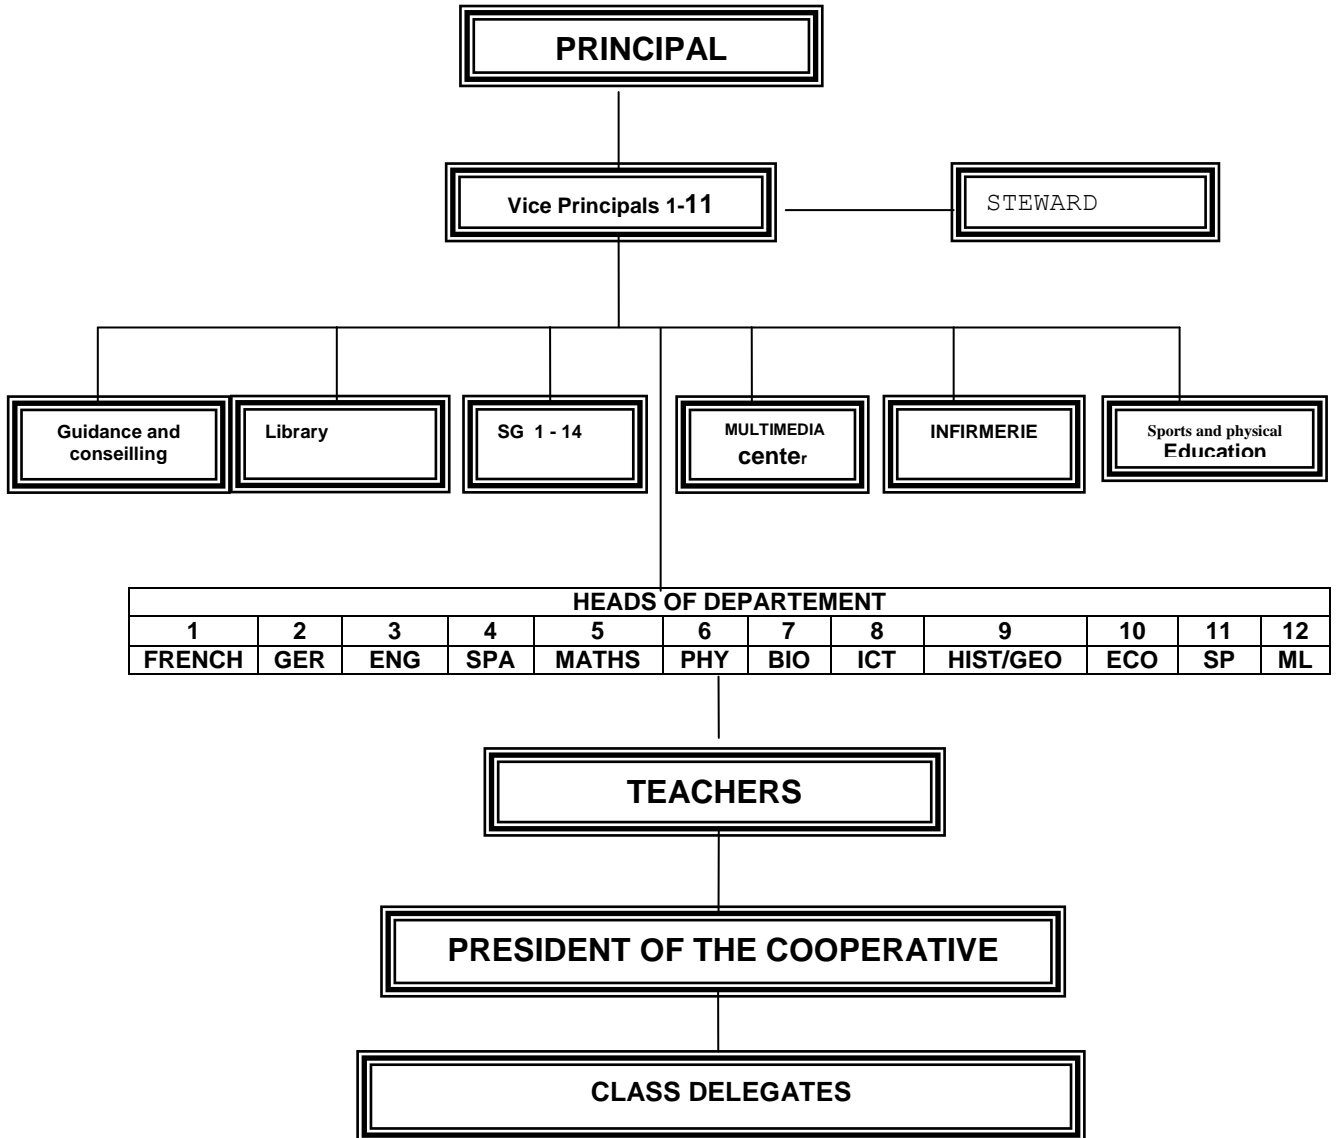 PRINCIPAL
Vice Principals 1-11
STEWARD
Guidance and
conseilling
Library
SG 1 - 14
MULTIMEDIA
center
INFIRMERIE
Sports and physical
Education
HEADS OF DEPARTEMENT
1 2 3 4 5 6 7 8 9 10 11 12
FRENCH GER ENG SPA MATHS PHY BIO ICT HIST/GEO ECO SP ML
TEACHERS
PRESIDENT OF THE COOPERATIVE
CLASS DELEGATES